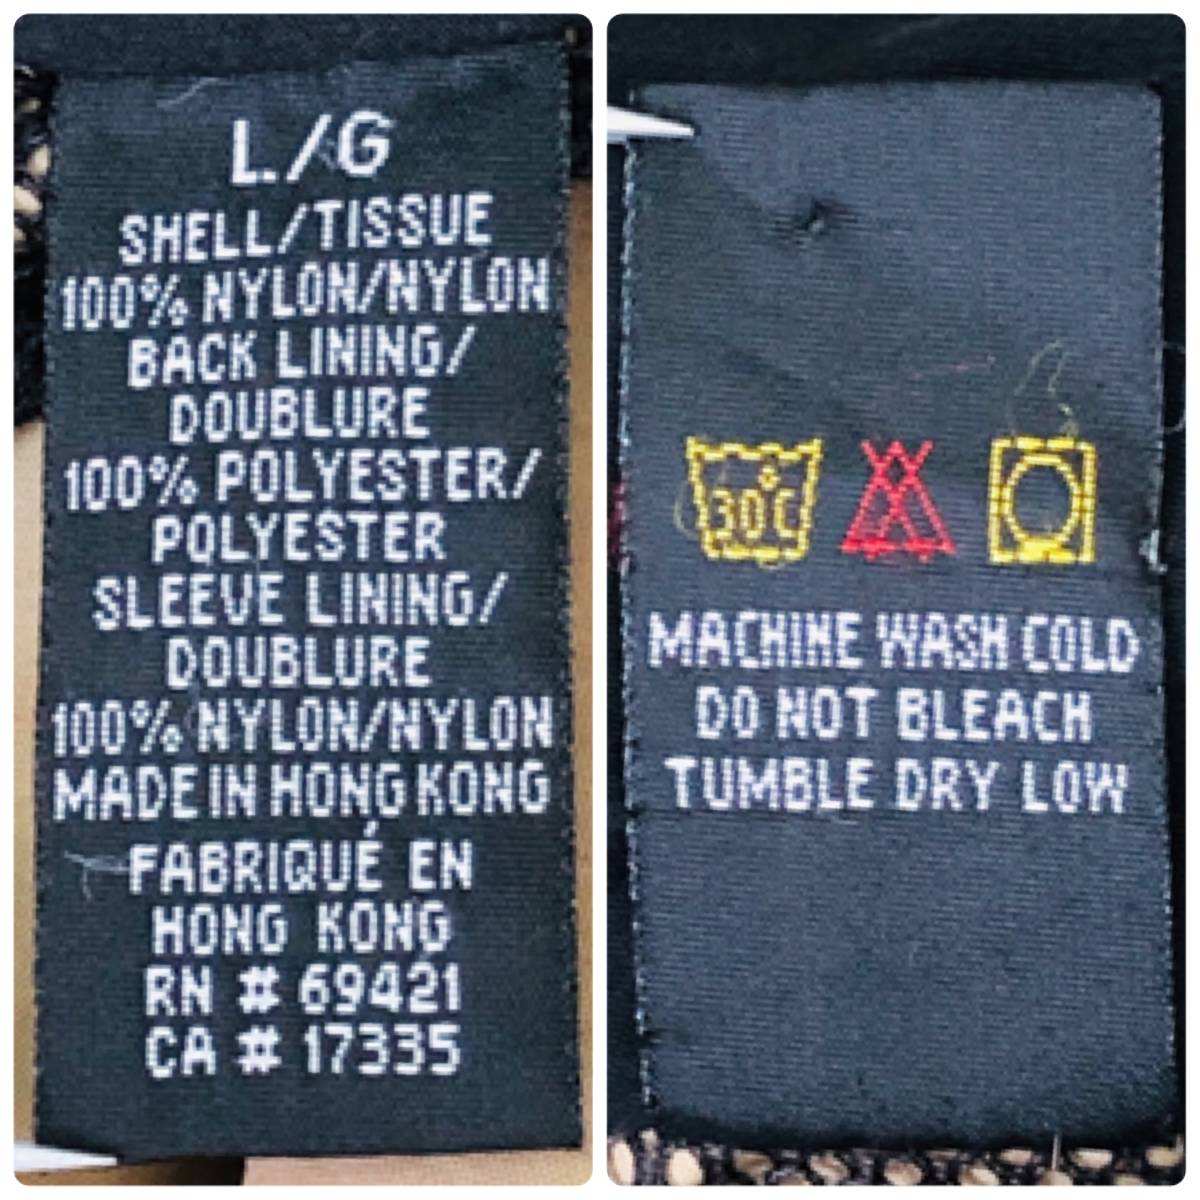 L/G
SHELL/TISSUE
100% NYLON/NYLON
BACK LINING/
DOUBLURE
100% POLYESTER/
POLYESTER
SLEEVE LINING/
DOUBLURE
100% NYLON/NYLON
MADE IN HONG KONG
FABRIQUÉ EN
HONG KONG
RN # 69421
CA # 17335
30°C
MACHINE WASH COLD
DO NOT BLEACH
TUMBLE DRY LOW